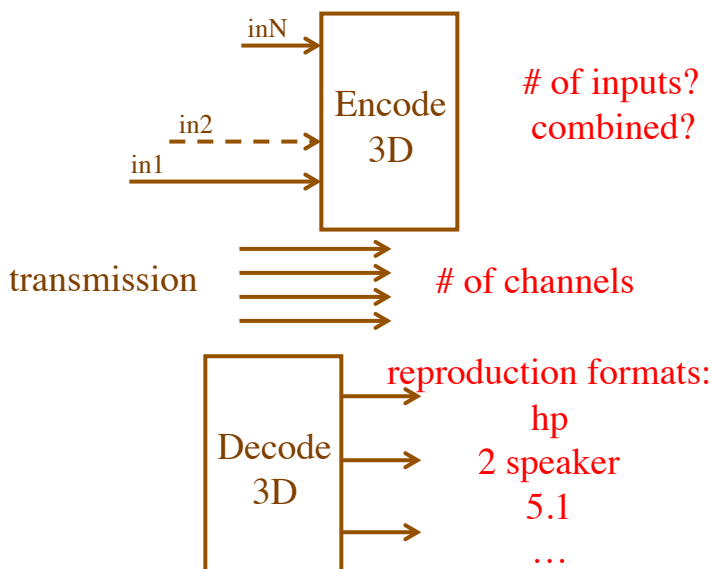 inN
Encode
3D
# of inputs?
combined?
in2
in1
transmission
# of channels
reproduction formats:
hp
2 speaker
5.1
…
Decode
3D